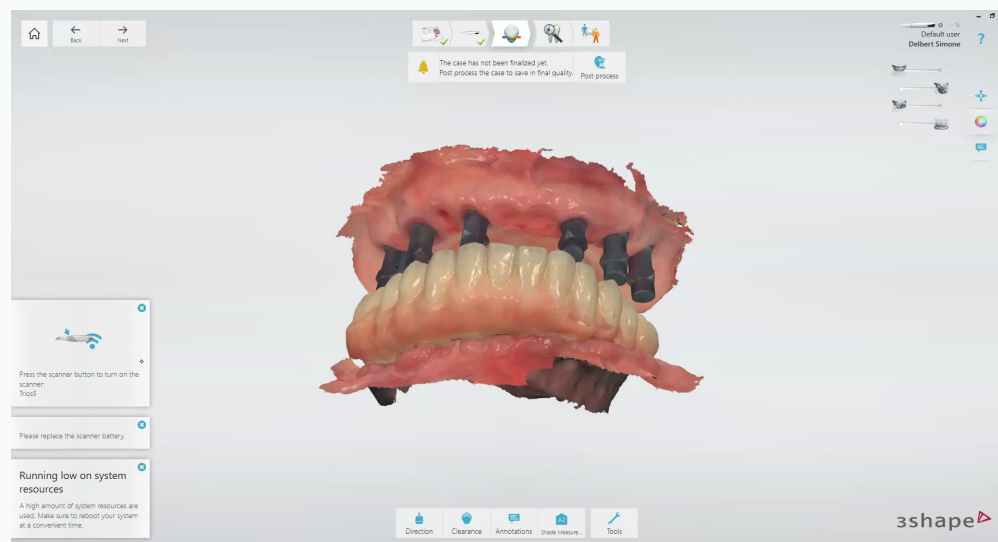 Back
Next
The case has not been finalized yet.
Post process the case to save in final quality.
Post process
Default user
Delbert Simone
?
Press the scanner button to turn on the
scanner:
Trios5
Please replace the scanner battery.
Running low on system
resources
A high amount of system resources are
used. Make sure to reboot your system
at a convenient time.
Direction
Clearance
Annotations
A2
Shade Measure...
Tools
3shape